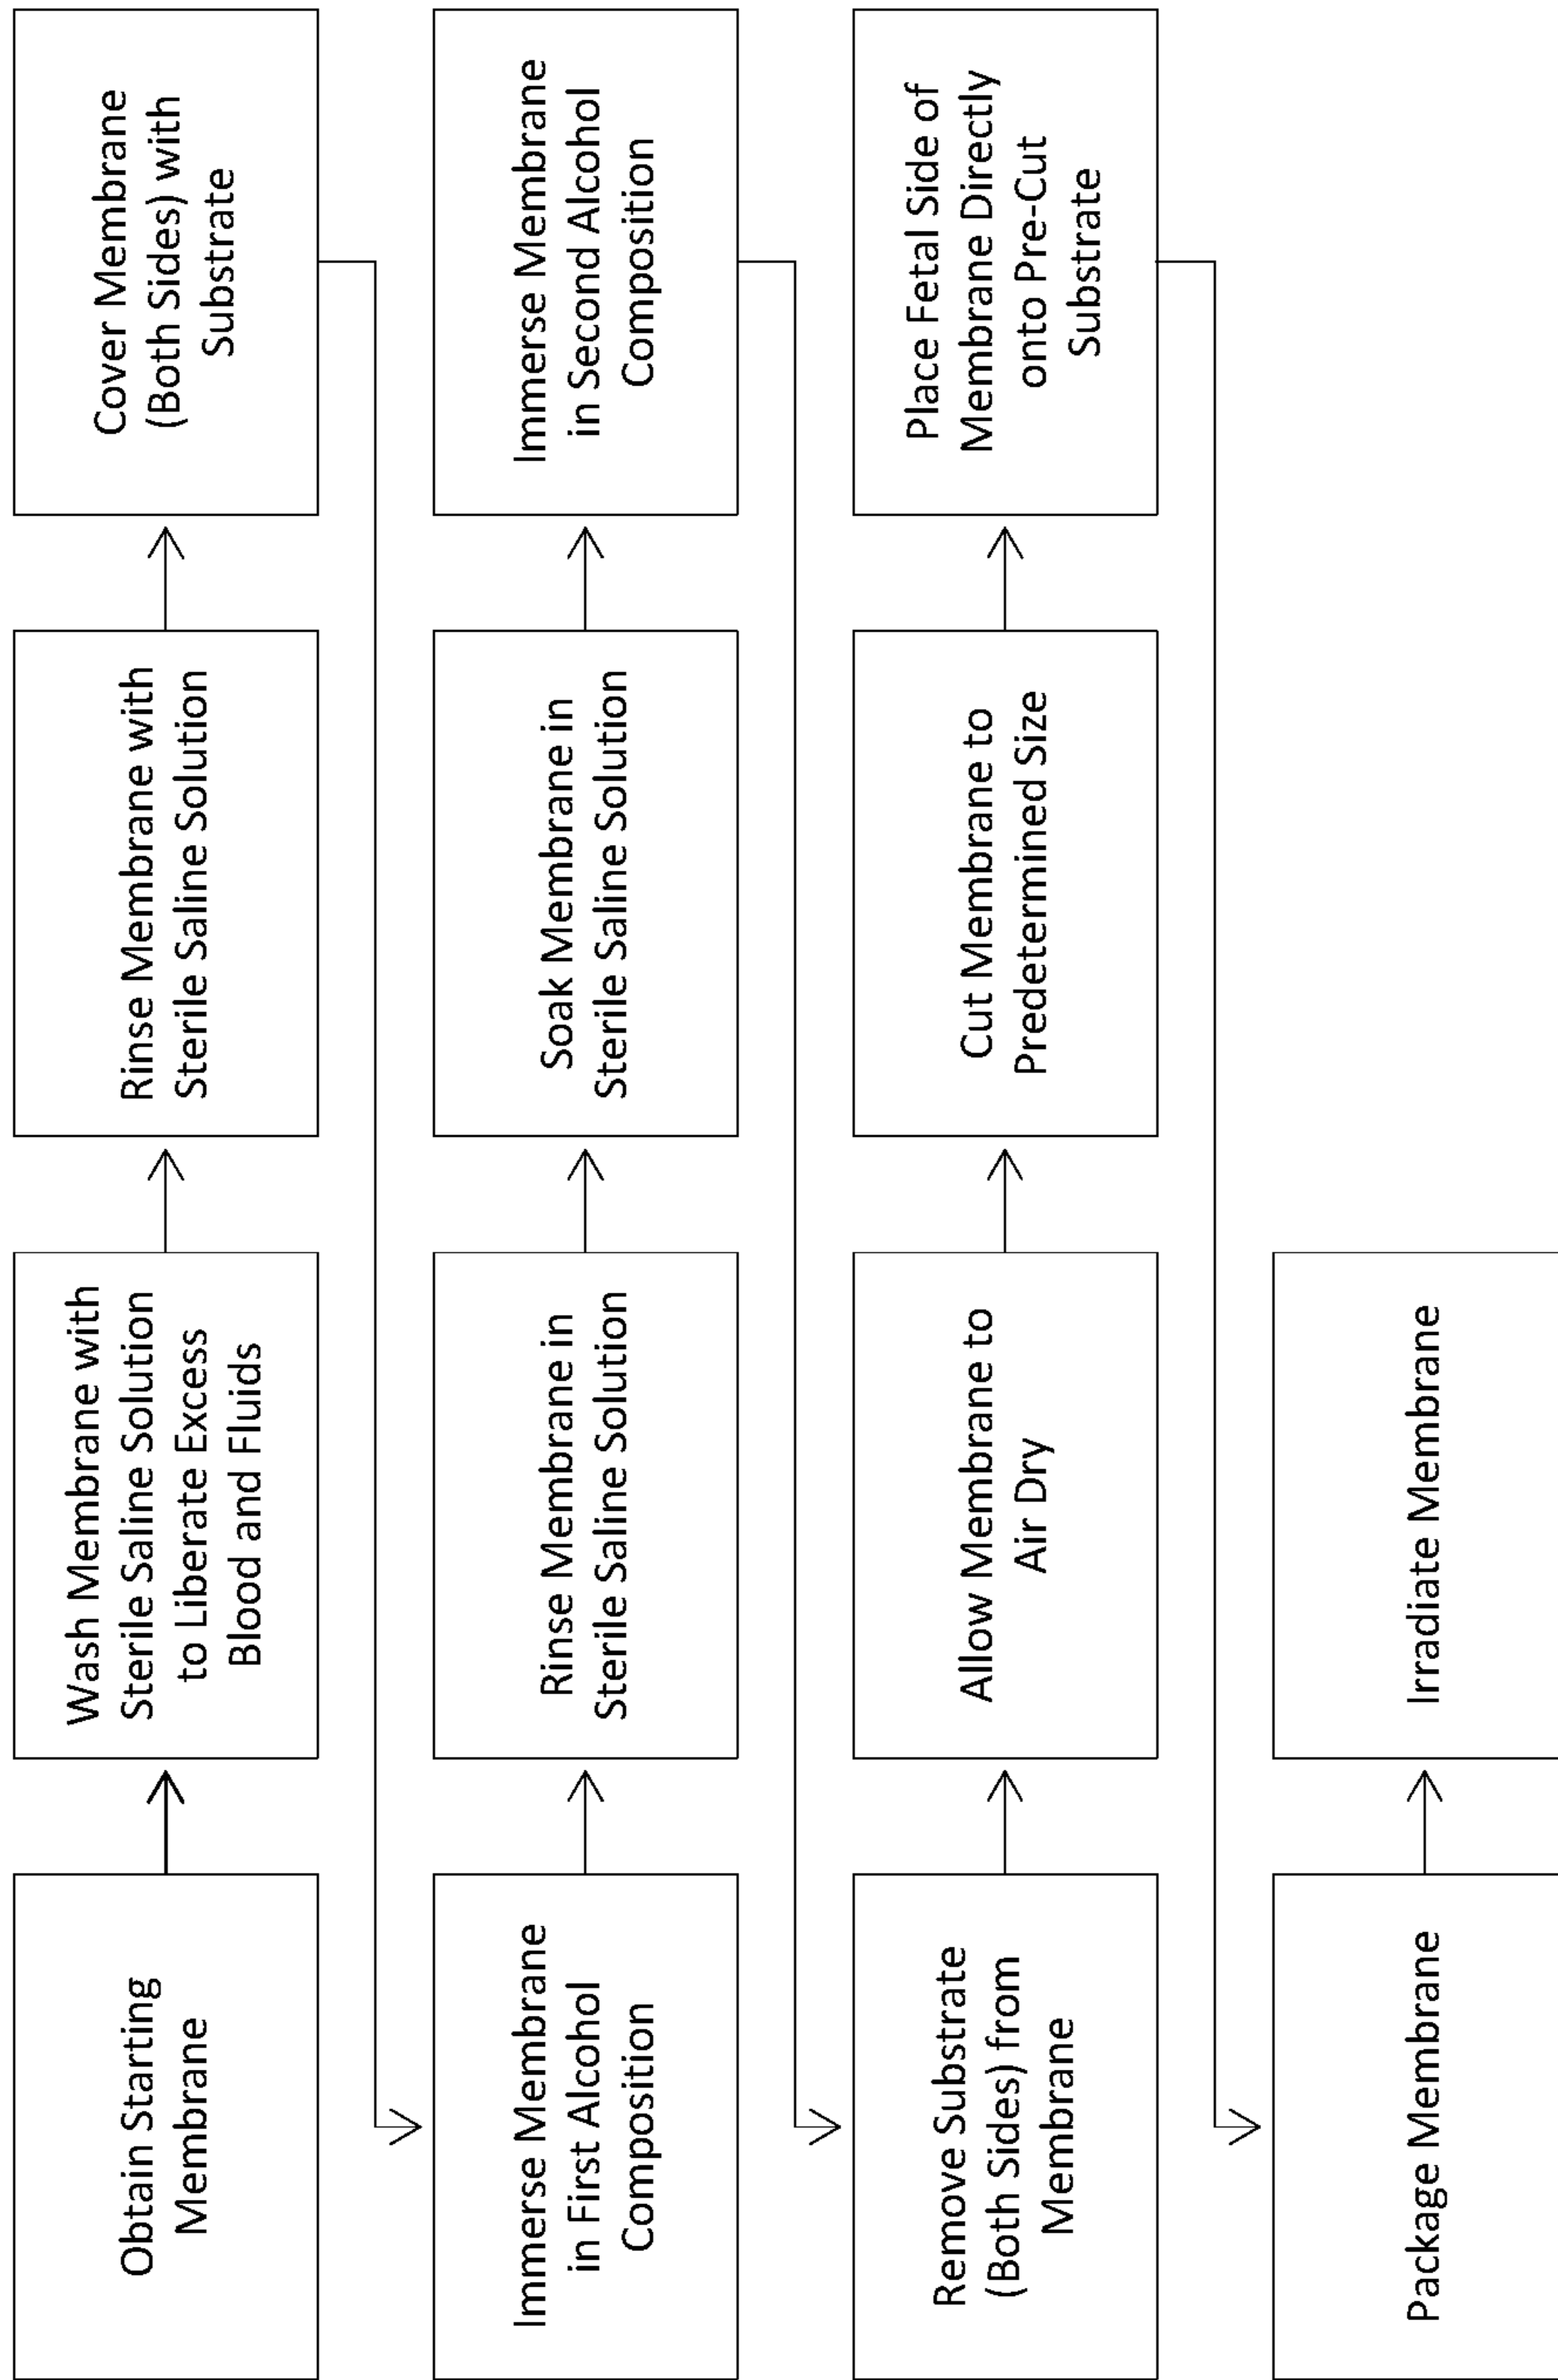 Obtain Starting
Membrane
Wash Membrane with
Sterile Saline Solution
to Liberate Excess
Blood and Fluids
Rinse Membrane with
Sterile Saline Solution
Cover Membrane
(Both Sides) with
Substrate
Immerse Membrane
in First Alcohol
Composition
Rinse Membrane in
Sterile Saline Solution
Soak Membrane in
Sterile Saline Solution
Immerse Membrane
in Second Alcohol
Composition
Remove Substrate
(Both Sides) from
Membrane
Allow Membrane to
Air Dry
Cut Membrane to
Predetermined Size
Place Fetal Side of
Membrane Directly
onto Pre-Cut
Substrate
Package Membrane
Irradiate Membrane